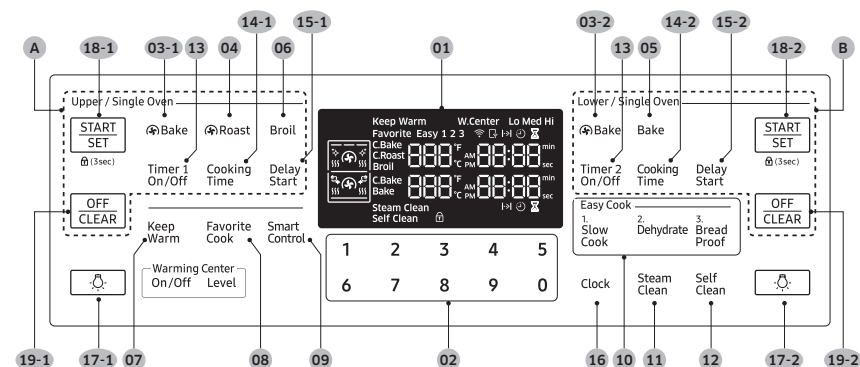 14-1 15-1 14-2 15-2
A 18-1 03-1 13 04 06 01 03-2 13 05 18-2 B
Upper / Single Oven
START
SET
(3sec)
Bake Roast Broil
Timer 1
On/Off
Cooking
Time
Delay
Start
OFF
CLEAR
Keep
Warm
Favorite
Cook
Smart
Control
Warming Center
On/Off Level
Keep Warm W.Center Lo Med Hi
Favorite Easy 1 2 3
C.Bake
C.Roast
Broil
888 °F °C AM PM 88:88 min sec
C.Bake
Bake
888 °F °C AM PM 88:88 min sec
Steam Clean
Self Clean
1 2 3 4 5
6 7 8 9 0
Lower / Single Oven
Bake Bake
START
SET
(3sec)
Timer 2
On/Off
Cooking
Time
Delay
Start
OFF
CLEAR
Easy Cook
1.
Slow
Cook
2.
Dehydrate
3.
Bread
Proof
Clock
Steam
Clean
Self
Clean
19-1 17-1 07 08 09 02 16 10 11 12 17-2 19-2